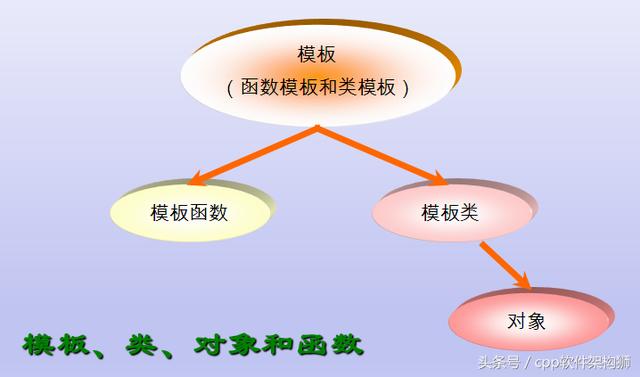 模板
（函数模板和类模板）
模板函数
模板类
对象
模板、类、对象和函数
头条号 / cpp软件架构狮